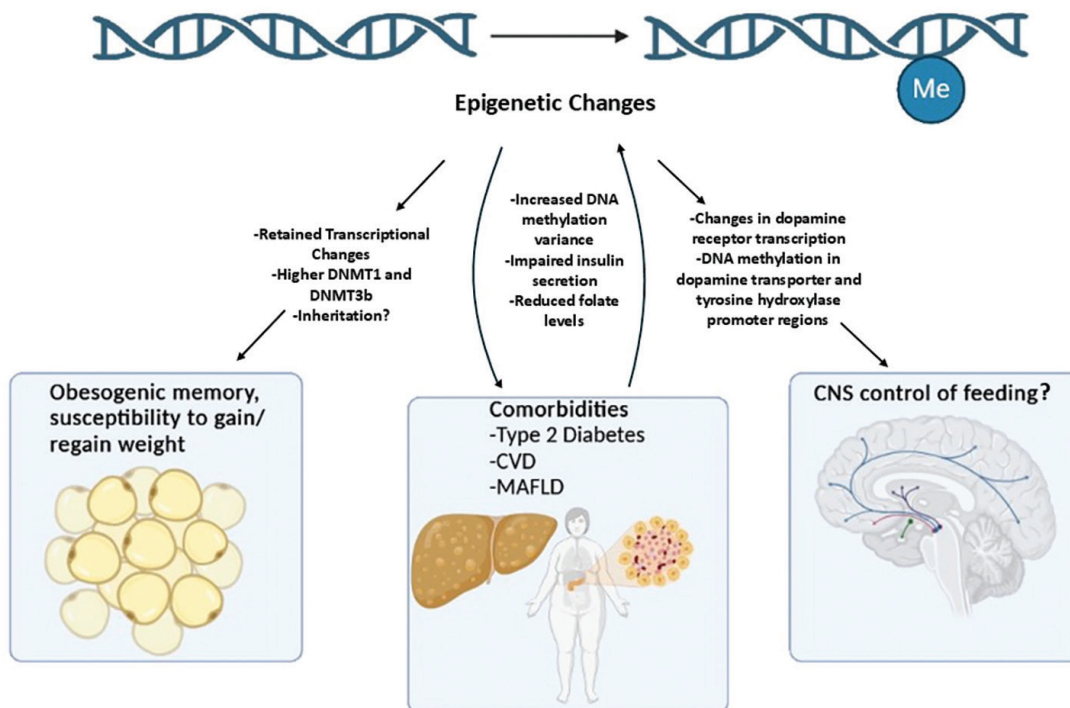 Me
Epigenetic Changes
-Retained Transcriptional
Changes
-Higher DNMT1 and
DNMT3b
-Inheritation?
-Increased DNA
methylation
variance
-Impaired insulin
secretion
-Reduced folate
levels
-Changes in dopamine
receptor transcription
-DNA methylation in
dopamine transporter and
tyrosine hydroxylase
promoter regions
Obesogenic memory,
susceptibility to gain/
regain weight
Comorbidities
-Type 2 Diabetes
-CVD
-MAFLD
CNS control of feeding?